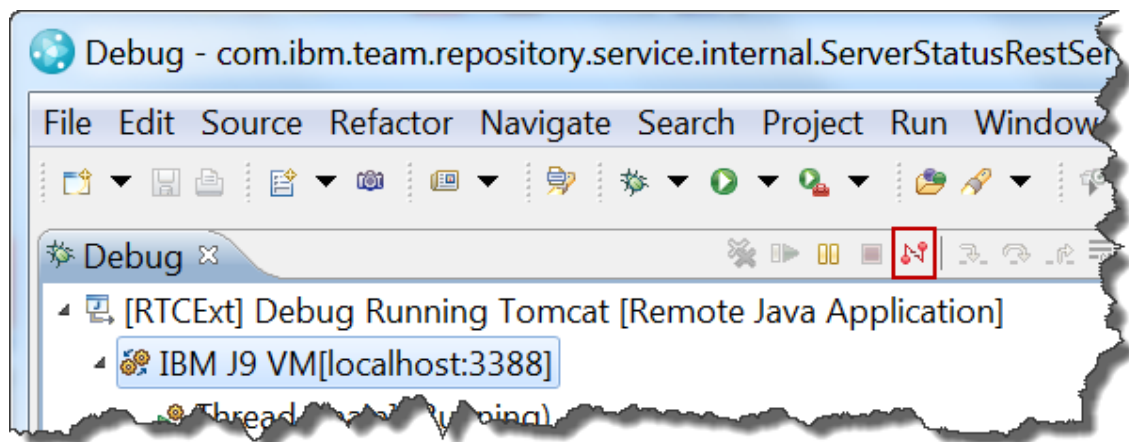 Debug - com.ibm.team.repository.service.internal.ServerStatusRestSer
File Edit Source Refactor Navigate Search Project Run Window
Debug
[RTCExt] Debug Running Tomcat [Remote Java Application]
IBM J9 VM[localhost:3388]
Thread